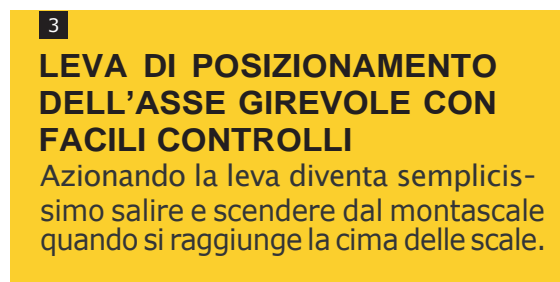 3
LEVA DI POSIZIONAMENTO
DELL'ASSE GIREVOLE CON
FACILI CONTROLLI
Azionando la leva diventa semplicis-
simo salire e scendere dal montascale
quando si raggiunge la cima delle scale.